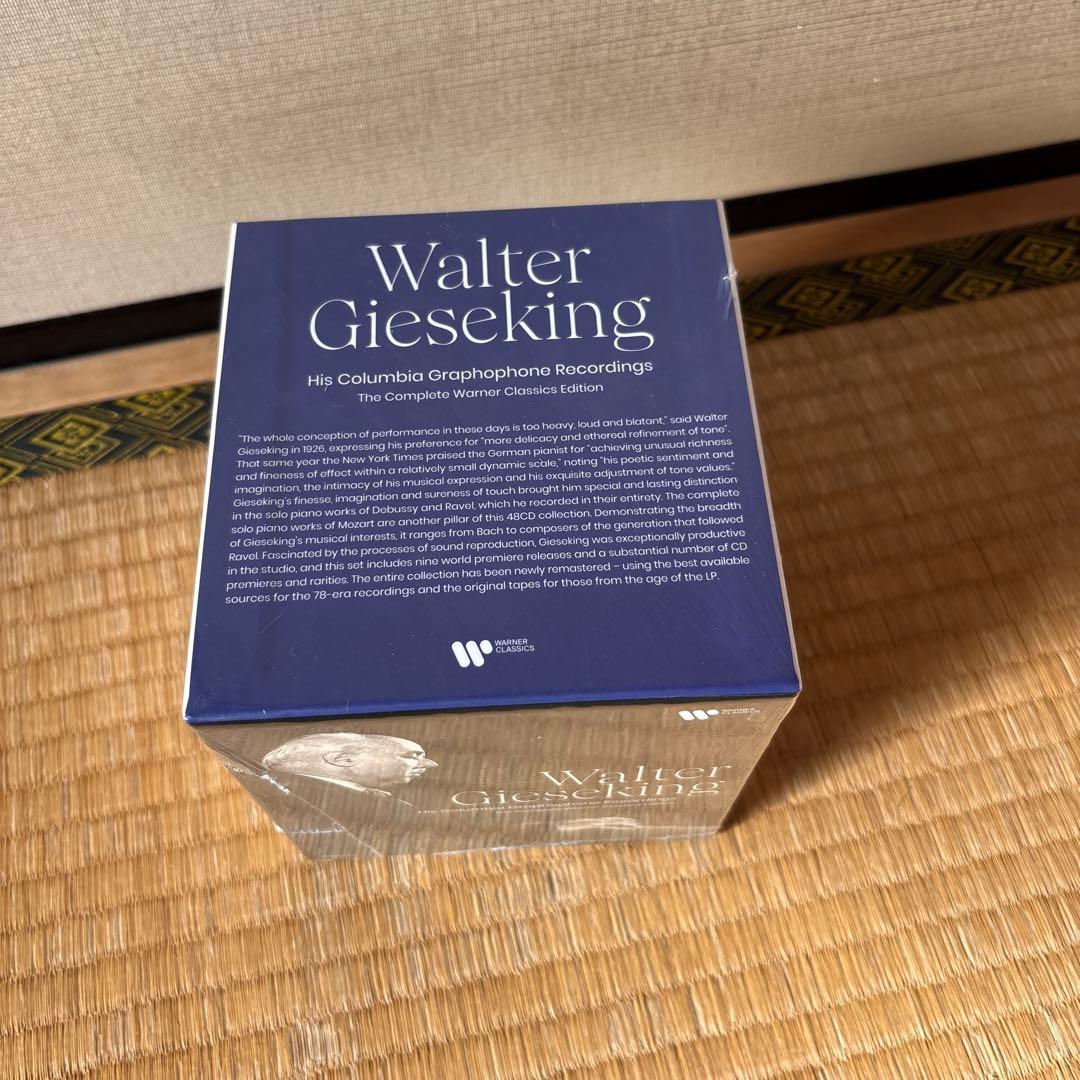 Walter
Gieseking
His Columbia Graphophone Recordings
The Complete Warner Classics Edition
"The whole conception of performance in these days is too heavy, loud and blatant," said Walter
Gieseking in 1926, expressing his preference for "more delicacy and ethereal refinement of tone".
That same year the New York Times praised the German pianist for "achieving unusual richness
and fineness of effect within a relatively small dynamic scale," noting "his poetic sentiment and
imagination, the intimacy of his musical expression and his exquisite adjustment of tone values."
Gieseking's finesse, imagination and sureness of touch brought him special and lasting distinction
in the solo piano works of Debussy and Ravel, which he recorded in their entirety. The complete
solo piano works of Mozart are another pillar of this 48CD collection. Demonstrating the breadth
of Gieseking's musical interests, it ranges from Bach to composers of the generation that followed
Ravel. Fascinated by the processes of sound reproduction, Gieseking was exceptionally productive
in the studio, and this set includes nine world premiere releases and a substantial number of CD
premieres and rarities. The entire collection has been newly remastered – using the best available
sources for the 78-era recordings and the original tapes for those from the age of the LP.
WARNER
CLASSICS
WARNER
CLASSICS
Walter
Gieseking
His Columbia Graphophone Recordings